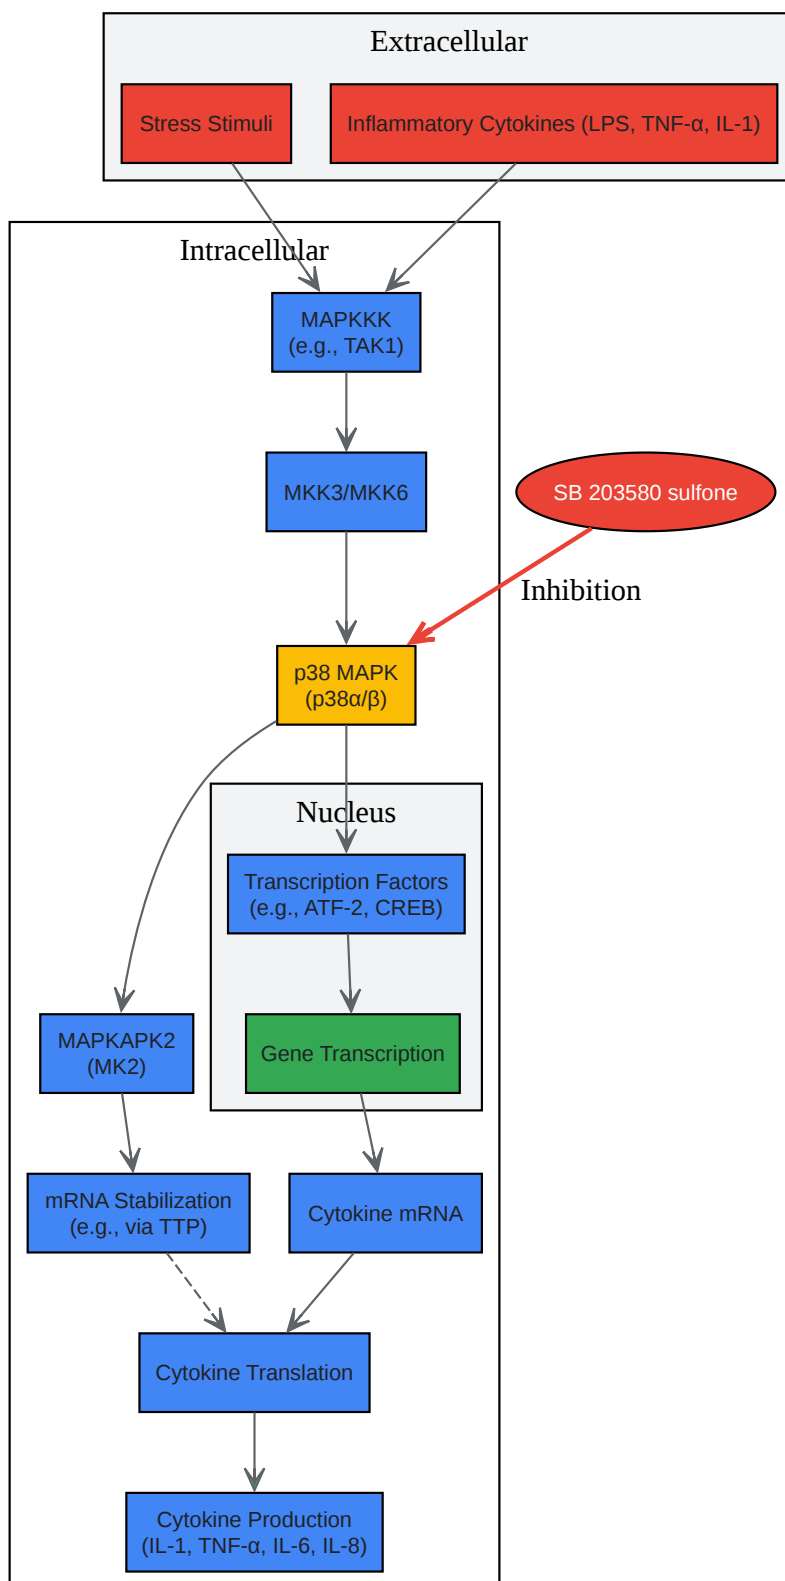 Extracellular
Stress Stimuli
Inflammatory Cytokines (LPS, TNF-α, IL-1)
Intracellular
MAPKKK
(e.g., TAK1)
MKK3/MKK6
SB 203580 sulfone
Inhibition
p38 MAPK
(p38α/β)
Nucleus
Transcription Factors
(e.g., ATF-2, CREB)
MAPKAPK2
(MK2)
Gene Transcription
mRNA Stabilization
(e.g., via TTP)
Cytokine mRNA
Cytokine Translation
Cytokine Production
(IL-1, TNF-α, IL-6, IL-8)